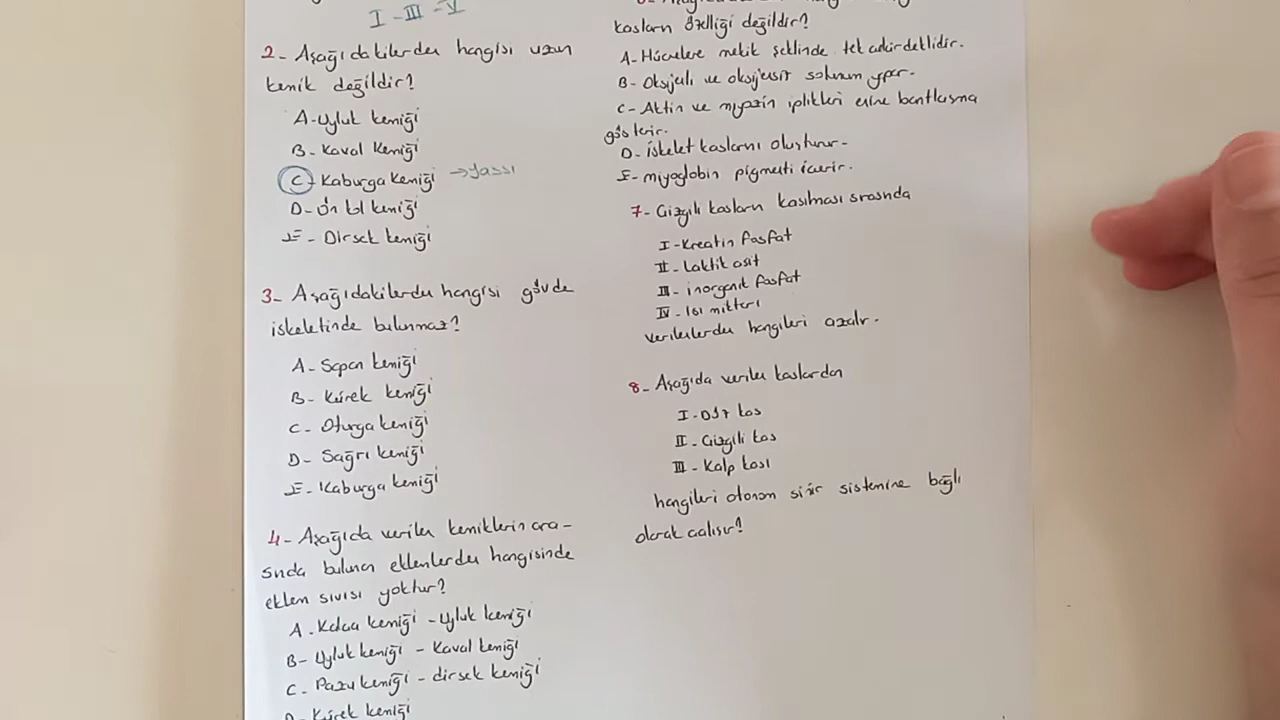 I - III - V
2- Aşağıdakilerden hangisi uzun
kemik değildir?
A- Uyluk kemiği
B- Kaval kemiği
C- Kaburga kemiği → yassı
D- Ön kol kemiği
E- Dirsek kemiği
3- Aşağıdakilerden hangisi gövde
iskeletinde bulunmaz?
A- Sapan kemiği
B- Kürek kemiği
C- Oturga kemiği
D- Sağrı kemiği
E- Kaburga kemiği
4- Aşağıda verilen kemiklerin ara-
sında bulunan eklemlerden hangisinde
eklem sıvısı yoktur?
A- Kalça kemiği - Uyluk kemiği
B- Uyluk kemiği - Kaval kemiği
C- Pazu kemiği - dirsek kemiği
D- Kürek kemiği
kasların özelliği değildir?
A- Hücreleri mekik şeklinde tek çekirdeklidir.
B- Oksijenli ve oksijensiz solunum yapar.
C- Aktin ve miyozin iplikleri enine bantlaşma
gösterir.
D- İskelet kaslarını oluşturur.
E- miyoglobin pigmenti içerir.
7- Çizgili kasların kasılması sırasında
I- Kreatin fosfat
II- Laktik asit
III- inorganik fosfat
IV- Isı miktarı
verilenlerden hangileri azalır.
8- Aşağıda verilen kaslardan
I- Düz kas
II- Çizgili kas
III- Kalp kası
hangileri otonom sinir sistemine bağlı
olarak çalışır?